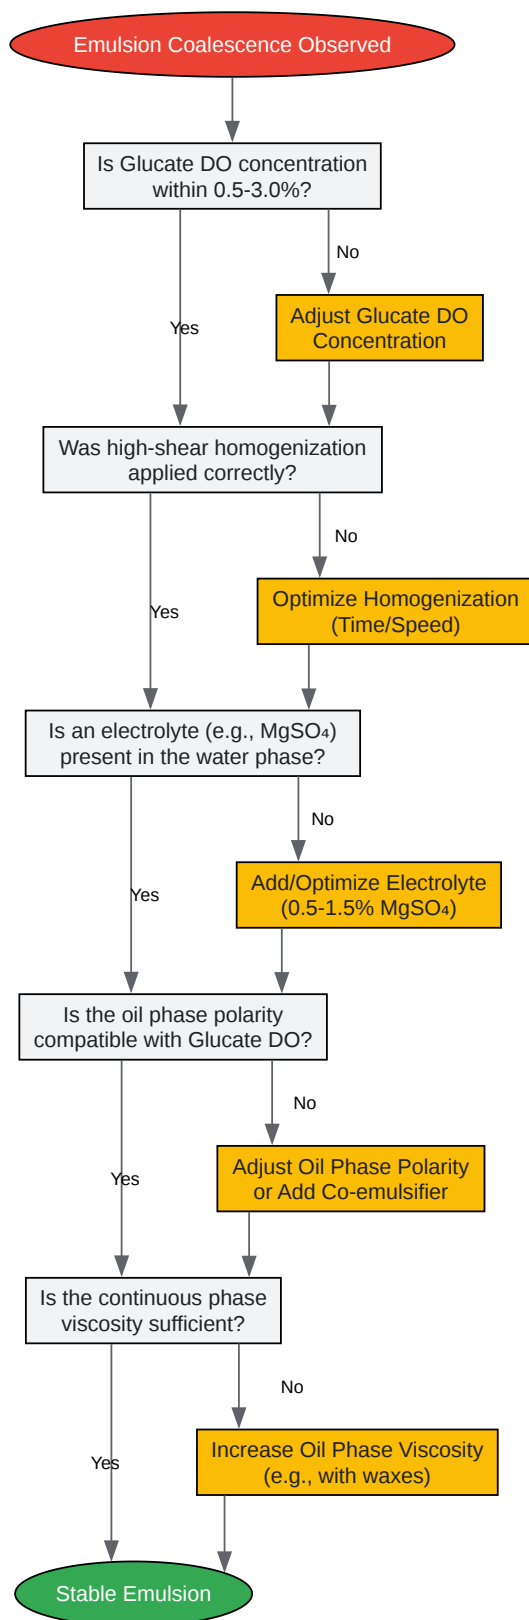 Emulsion Coalescence Observed
Is Glucate DO concentration
within 0.5-3.0%?
No
Yes
Adjust Glucate DO
Concentration
Was high-shear homogenization
applied correctly?
No
Yes
Optimize Homogenization
(Time/Speed)
Is an electrolyte (e.g., MgSO₄)
present in the water phase?
No
Yes
Add/Optimize Electrolyte
(0.5-1.5% MgSO₄)
Is the oil phase polarity
compatible with Glucate DO?
No
Yes
Adjust Oil Phase Polarity
or Add Co-emulsifier
Is the continuous phase
viscosity sufficient?
No
Yes
Increase Oil Phase Viscosity
(e.g., with waxes)
Stable Emulsion